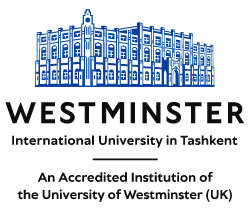 WESTMINSTER
International University in Tashkent
An Accredited Institution of
the University of Westminster (UK)